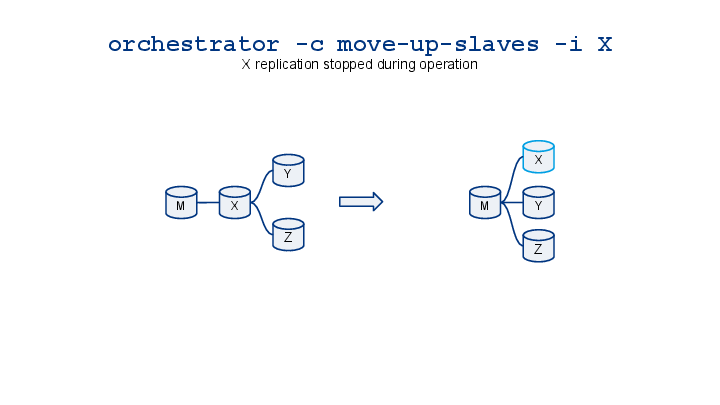 orchestrator -c move-up-slaves -i X
X replication stopped during operation
M
X
Y
Z
M
X
Y
Z